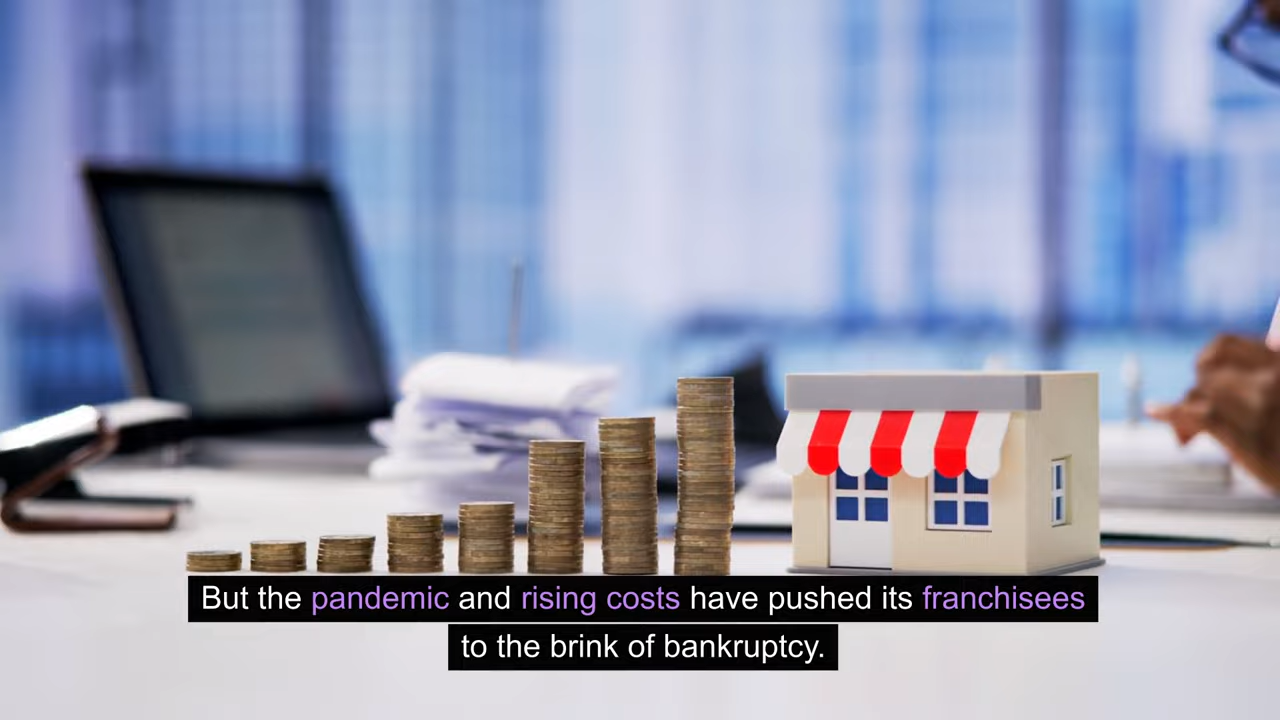 But the pandemic and rising costs have pushed its franchisees
to the brink of bankruptcy.